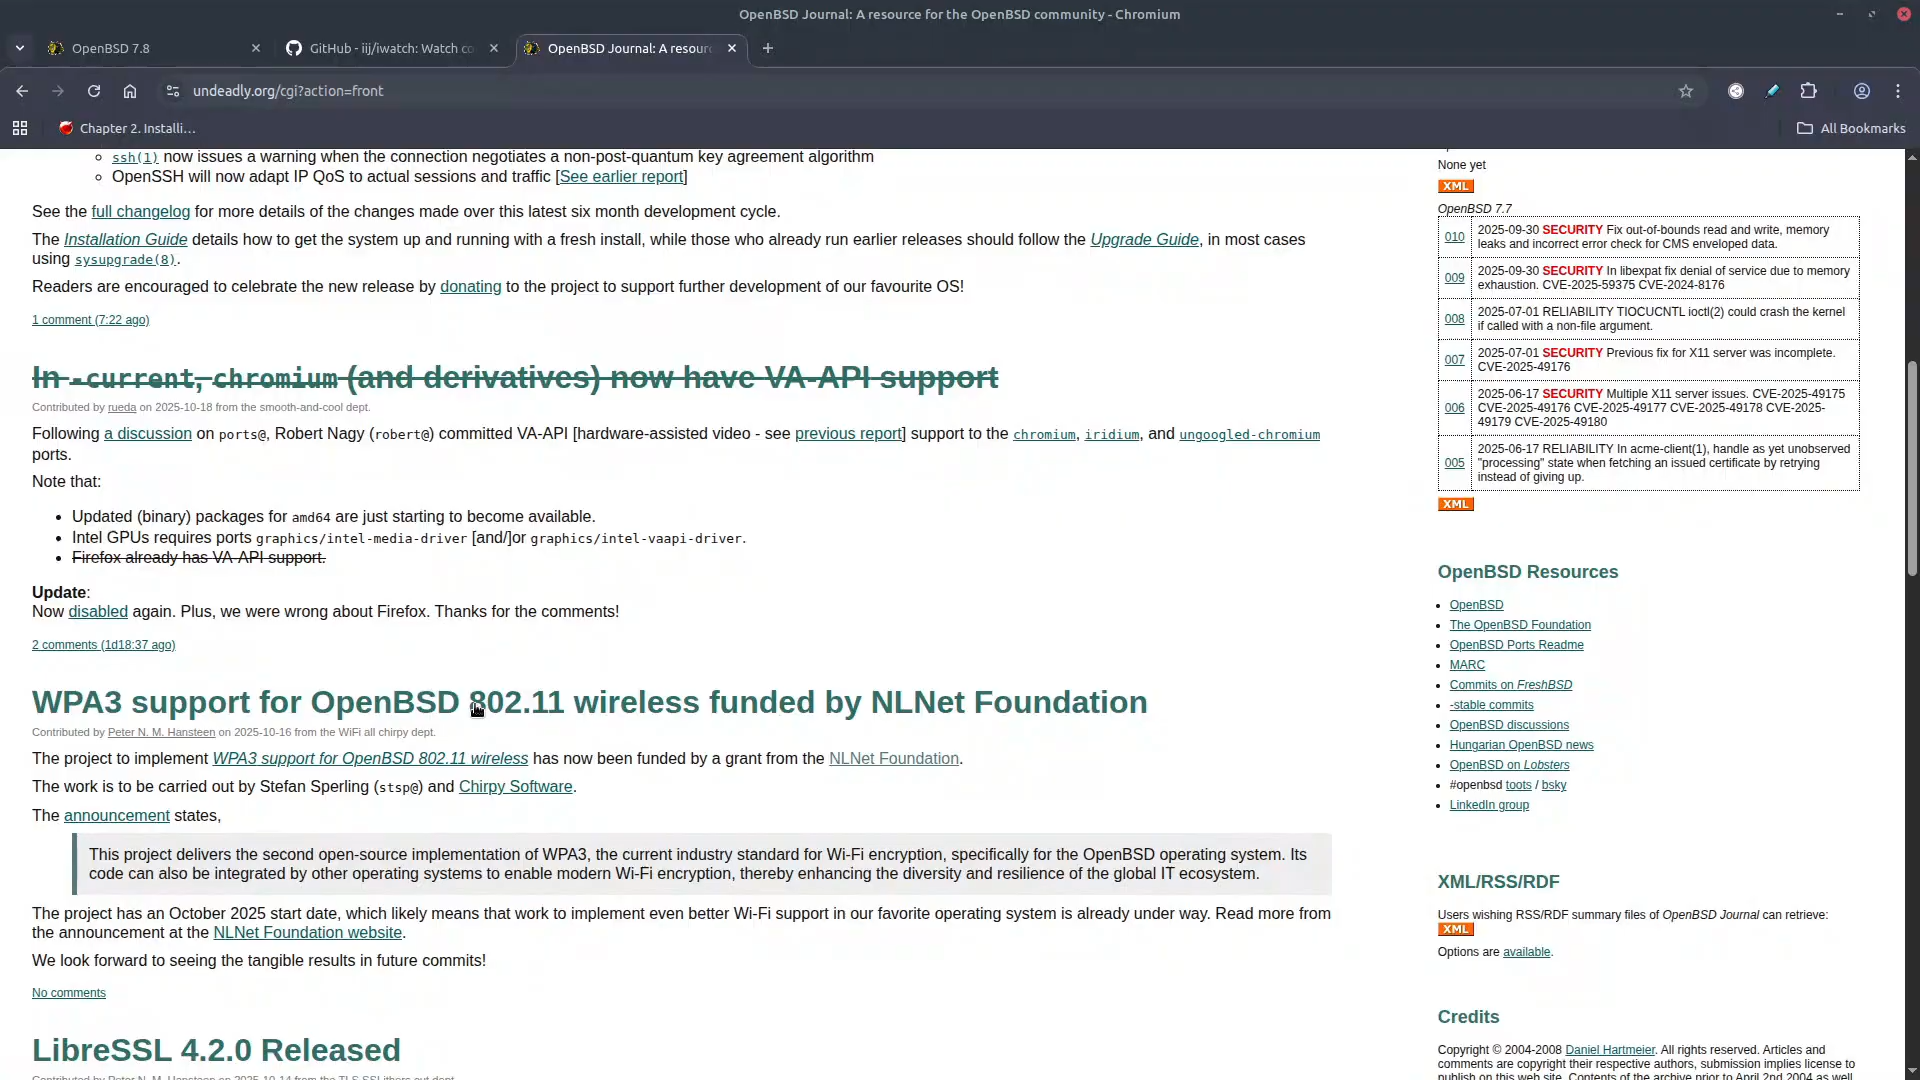 OpenBSD Journal: A resource for the OpenBSD community - Chromium
OpenBSD 7.8
GitHub - iij/iwatch: Watch co
OpenBSD Journal: A resour
undeadly.org/cgi?action=front
Chapter 2. Installi…
All Bookmarks
ssh(1) now issues a warning when the connection negotiates a non-post-quantum key agreement algorithm
OpenSSH will now adapt IP QoS to actual sessions and traffic [See earlier report]
See the full changelog for more details of the changes made over this latest six month development cycle.
The Installation Guide details how to get the system up and running with a fresh install, while those who already run earlier releases should follow the Upgrade Guide, in most cases
using sysupgrade(8).
Readers are encouraged to celebrate the new release by donating to the project to support further development of our favourite OS!
1 comment (7:22 ago)
In -current, chromium (and derivatives) now have VA-API support
Contributed by rueda on 2025-10-18 from the smooth-and-cool dept.
Following a discussion on ports@, Robert Nagy (robert@) committed VA-API [hardware-assisted video - see previous report] support to the chromium, iridium, and ungoogled-chromium
ports.
Note that:
Updated (binary) packages for amd64 are just starting to become available.
Intel GPUs requires ports graphics/intel-media-driver [and/]or graphics/intel-vaapi-driver.
Firefox already has VA-API support.
Update:
Now disabled again. Plus, we were wrong about Firefox. Thanks for the comments!
2 comments (1d18:37 ago)
WPA3 support for OpenBSD 802.11 wireless funded by NLNet Foundation
Contributed by Peter N. M. Hansteen on 2025-10-16 from the WiFi all chirpy dept.
The project to implement WPA3 support for OpenBSD 802.11 wireless has now been funded by a grant from the NLNet Foundation.
The work is to be carried out by Stefan Sperling (stsp@) and Chirpy Software.
The announcement states,
This project delivers the second open-source implementation of WPA3, the current industry standard for Wi-Fi encryption, specifically for the OpenBSD operating system. Its
code can also be integrated by other operating systems to enable modern Wi-Fi encryption, thereby enhancing the diversity and resilience of the global IT ecosystem.
The project has an October 2025 start date, which likely means that work to implement even better Wi-Fi support in our favorite operating system is already under way. Read more from
the announcement at the NLNet Foundation website.
We look forward to seeing the tangible results in future commits!
No comments
LibreSSL 4.2.0 Released
Contributed by Peter N. M. Hansteen on 2025-10-14 from the TLS SSLithers out dept.
None yet
XML
OpenBSD 7.7
010 2025-09-30 SECURITY Fix out-of-bounds read and write, memory
leaks and incorrect error check for CMS enveloped data.
009 2025-09-30 SECURITY In libexpat fix denial of service due to memory
exhaustion. CVE-2025-59375 CVE-2024-8176
008 2025-07-01 RELIABILITY TIOCUCNTL ioctl(2) could crash the kernel
if called with a non-file argument.
007 2025-07-01 SECURITY Previous fix for X11 server was incomplete.
CVE-2025-49176
006 2025-06-17 SECURITY Multiple X11 server issues. CVE-2025-49175
CVE-2025-49176 CVE-2025-49177 CVE-2025-49178 CVE-2025-
49179 CVE-2025-49180
005 2025-06-17 RELIABILITY In acme-client(1), handle as yet unobserved
"processing" state when fetching an issued certificate by retrying
instead of giving up.
XML
OpenBSD Resources
OpenBSD
The OpenBSD Foundation
OpenBSD Ports Readme
MARC
Commits on FreshBSD
-stable commits
OpenBSD discussions
Hungarian OpenBSD news
OpenBSD on Lobsters
#openbsd toots / bsky
LinkedIn group
XML/RSS/RDF
Users wishing RSS/RDF summary files of OpenBSD Journal can retrieve:
XML
Options are available.
Credits
Copyright © 2004-2008 Daniel Hartmeier. All rights reserved. Articles and
comments are copyright their respective authors, submission implies license to
publish on this web site. Contents of the archive prior to April 2nd 2004 as well